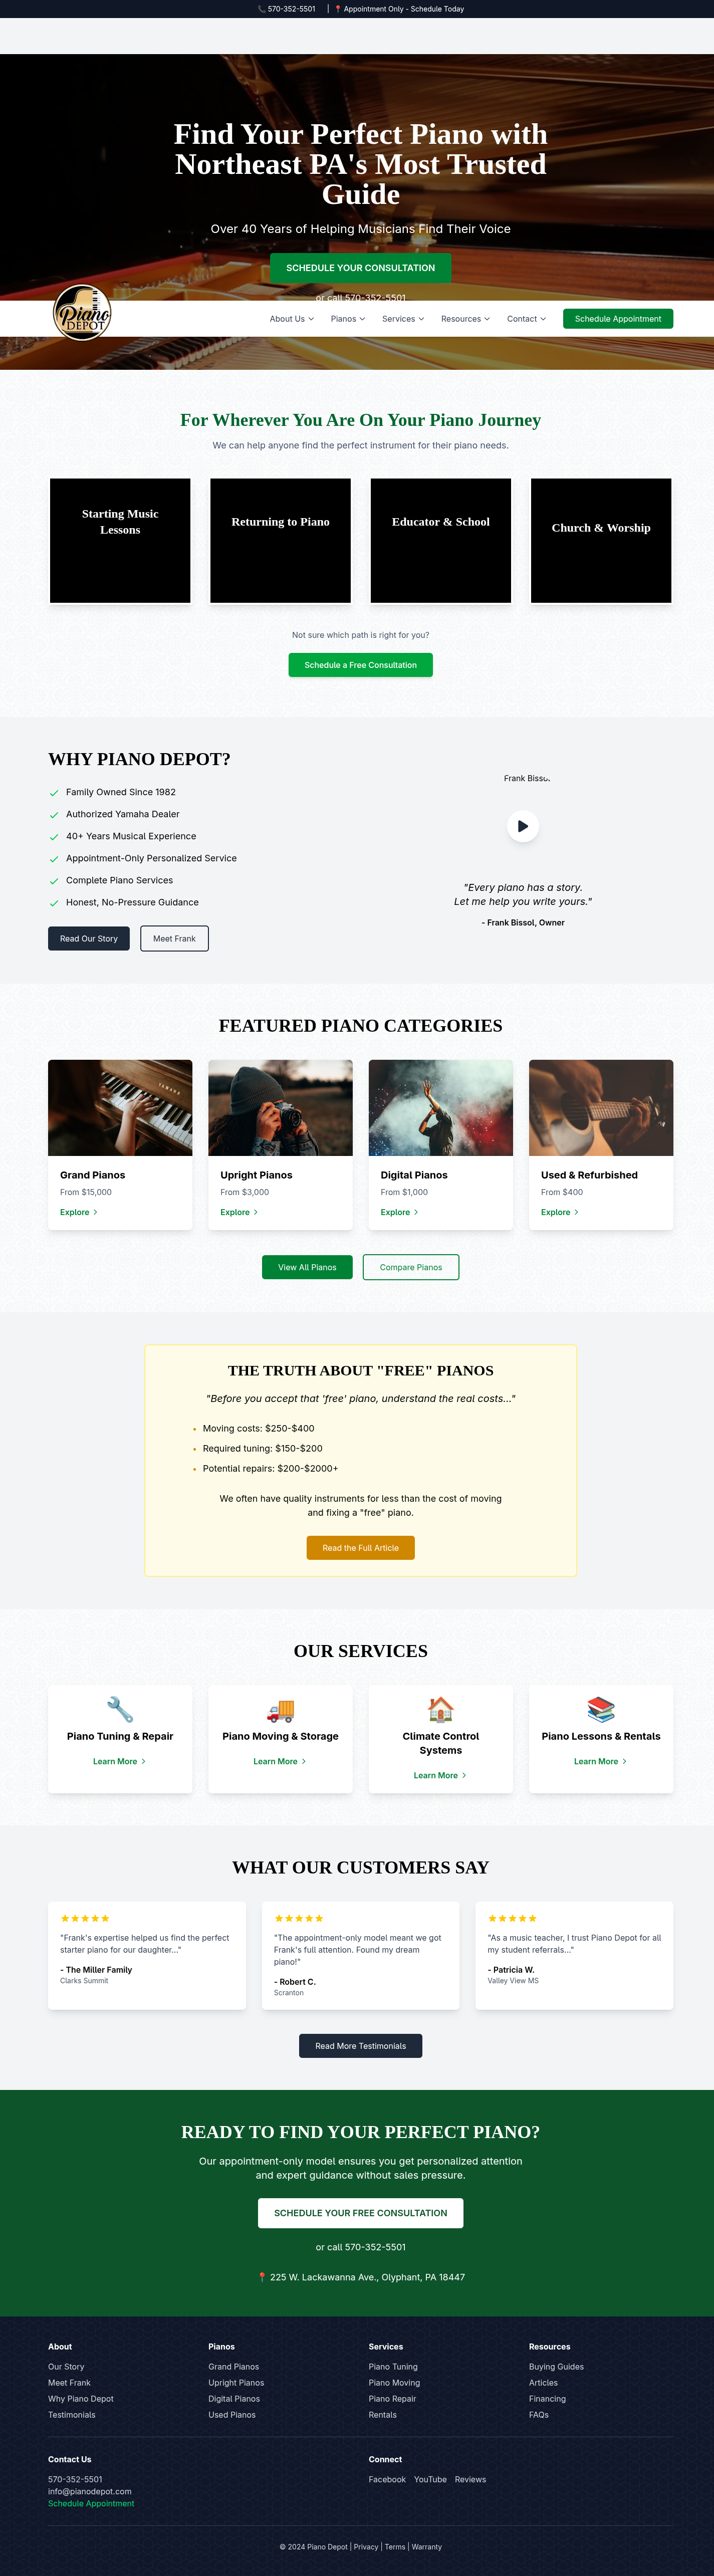 📞 570-352-5501 | 📍 Appointment Only - Schedule Today
Find Your Perfect Piano with
Northeast PA's Most Trusted
Guide
Over 40 Years of Helping Musicians Find Their Voice
SCHEDULE YOUR CONSULTATION
or call 570-352-5501
Piano
DEPOT
About Us
Pianos
Services
Resources
Contact
Schedule Appointment
For Wherever You Are On Your Piano Journey
We can help anyone find the perfect instrument for their piano needs.
Starting Music
Lessons
Returning to Piano
Educator & School
Church & Worship
Not sure which path is right for you?
Schedule a Free Consultation
WHY PIANO DEPOT?
Family Owned Since 1982
Authorized Yamaha Dealer
40+ Years Musical Experience
Appointment-Only Personalized Service
Complete Piano Services
Honest, No-Pressure Guidance
Read Our Story
Meet Frank
Frank Bissol
"Every piano has a story.
Let me help you write yours."
- Frank Bissol, Owner
FEATURED PIANO CATEGORIES
YAMAHA
Grand Pianos
From $15,000
Explore
Upright Pianos
From $3,000
Explore
Digital Pianos
From $1,000
Explore
Used & Refurbished
From $400
Explore
View All Pianos
Compare Pianos
THE TRUTH ABOUT "FREE" PIANOS
"Before you accept that 'free' piano, understand the real costs..."
• Moving costs: $250-$400
• Required tuning: $150-$200
• Potential repairs: $200-$2000+
We often have quality instruments for less than the cost of moving
and fixing a "free" piano.
Read the Full Article
OUR SERVICES
Piano Tuning & Repair
Learn More
Piano Moving & Storage
Learn More
Climate Control
Systems
Learn More
Piano Lessons & Rentals
Learn More
WHAT OUR CUSTOMERS SAY
"Frank's expertise helped us find the perfect
starter piano for our daughter..."
- The Miller Family
Clarks Summit
"The appointment-only model meant we got
Frank's full attention. Found my dream
piano!"
- Robert C.
Scranton
"As a music teacher, I trust Piano Depot for all
my student referrals..."
- Patricia W.
Valley View MS
Read More Testimonials
READY TO FIND YOUR PERFECT PIANO?
Our appointment-only model ensures you get personalized attention
and expert guidance without sales pressure.
SCHEDULE YOUR FREE CONSULTATION
or call 570-352-5501
📍 225 W. Lackawanna Ave., Olyphant, PA 18447
About
Our Story
Meet Frank
Why Piano Depot
Testimonials
Pianos
Grand Pianos
Upright Pianos
Digital Pianos
Used Pianos
Services
Piano Tuning
Piano Moving
Piano Repair
Rentals
Resources
Buying Guides
Articles
Financing
FAQs
Contact Us
570-352-5501
info@pianodepot.com
Schedule Appointment
Connect
Facebook YouTube Reviews
© 2024 Piano Depot | Privacy | Terms | Warranty